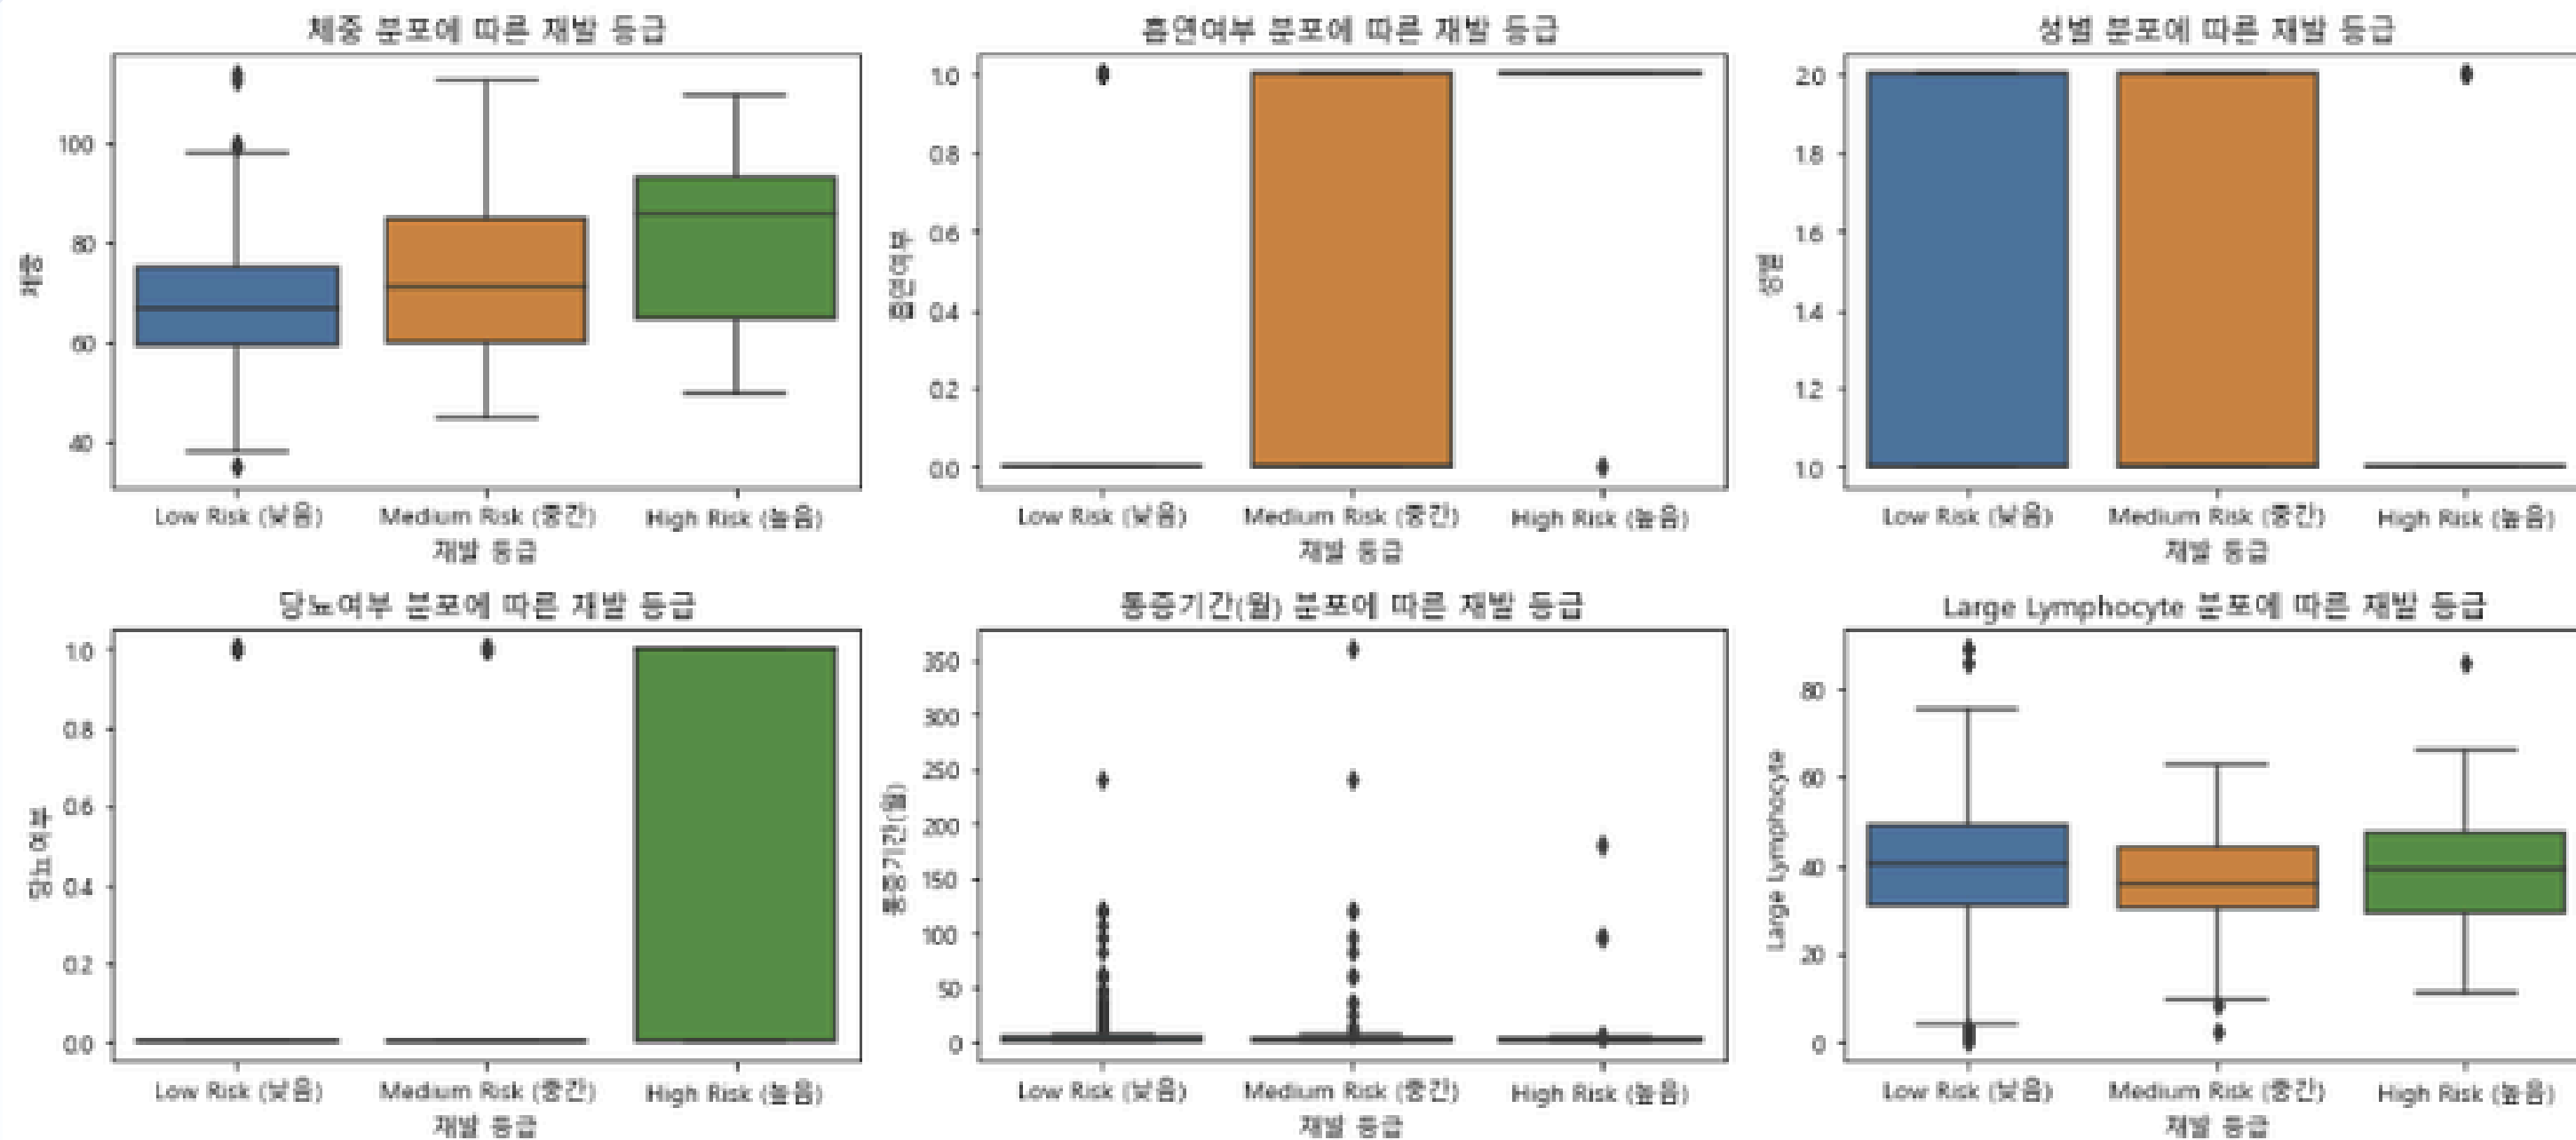 체중 분포에 따른 재발 등급
체중
100
80
60
40
Low Risk (낮음)
Medium Risk (중간)
High Risk (높음)
재발 등급
흡연여부 분포에 따른 재발 등급
흡연여부
1.0
0.8
0.6
0.4
0.2
0.0
Low Risk (낮음)
Medium Risk (중간)
High Risk (높음)
재발 등급
성별 분포에 따른 재발 등급
성별
2.0
1.8
1.6
1.4
1.2
1.0
Low Risk (낮음)
Medium Risk (중간)
High Risk (높음)
재발 등급
당뇨여부 분포에 따른 재발 등급
당뇨여부
1.0
0.8
0.6
0.4
0.2
0.0
Low Risk (낮음)
Medium Risk (중간)
High Risk (높음)
재발 등급
통증기간(월) 분포에 따른 재발 등급
통증기간(월)
350
300
250
200
150
100
50
0
Low Risk (낮음)
Medium Risk (중간)
High Risk (높음)
재발 등급
Large Lymphocyte 분포에 따른 재발 등급
Large Lymphocyte
80
60
40
20
0
Low Risk (낮음)
Medium Risk (중간)
High Risk (높음)
재발 등급